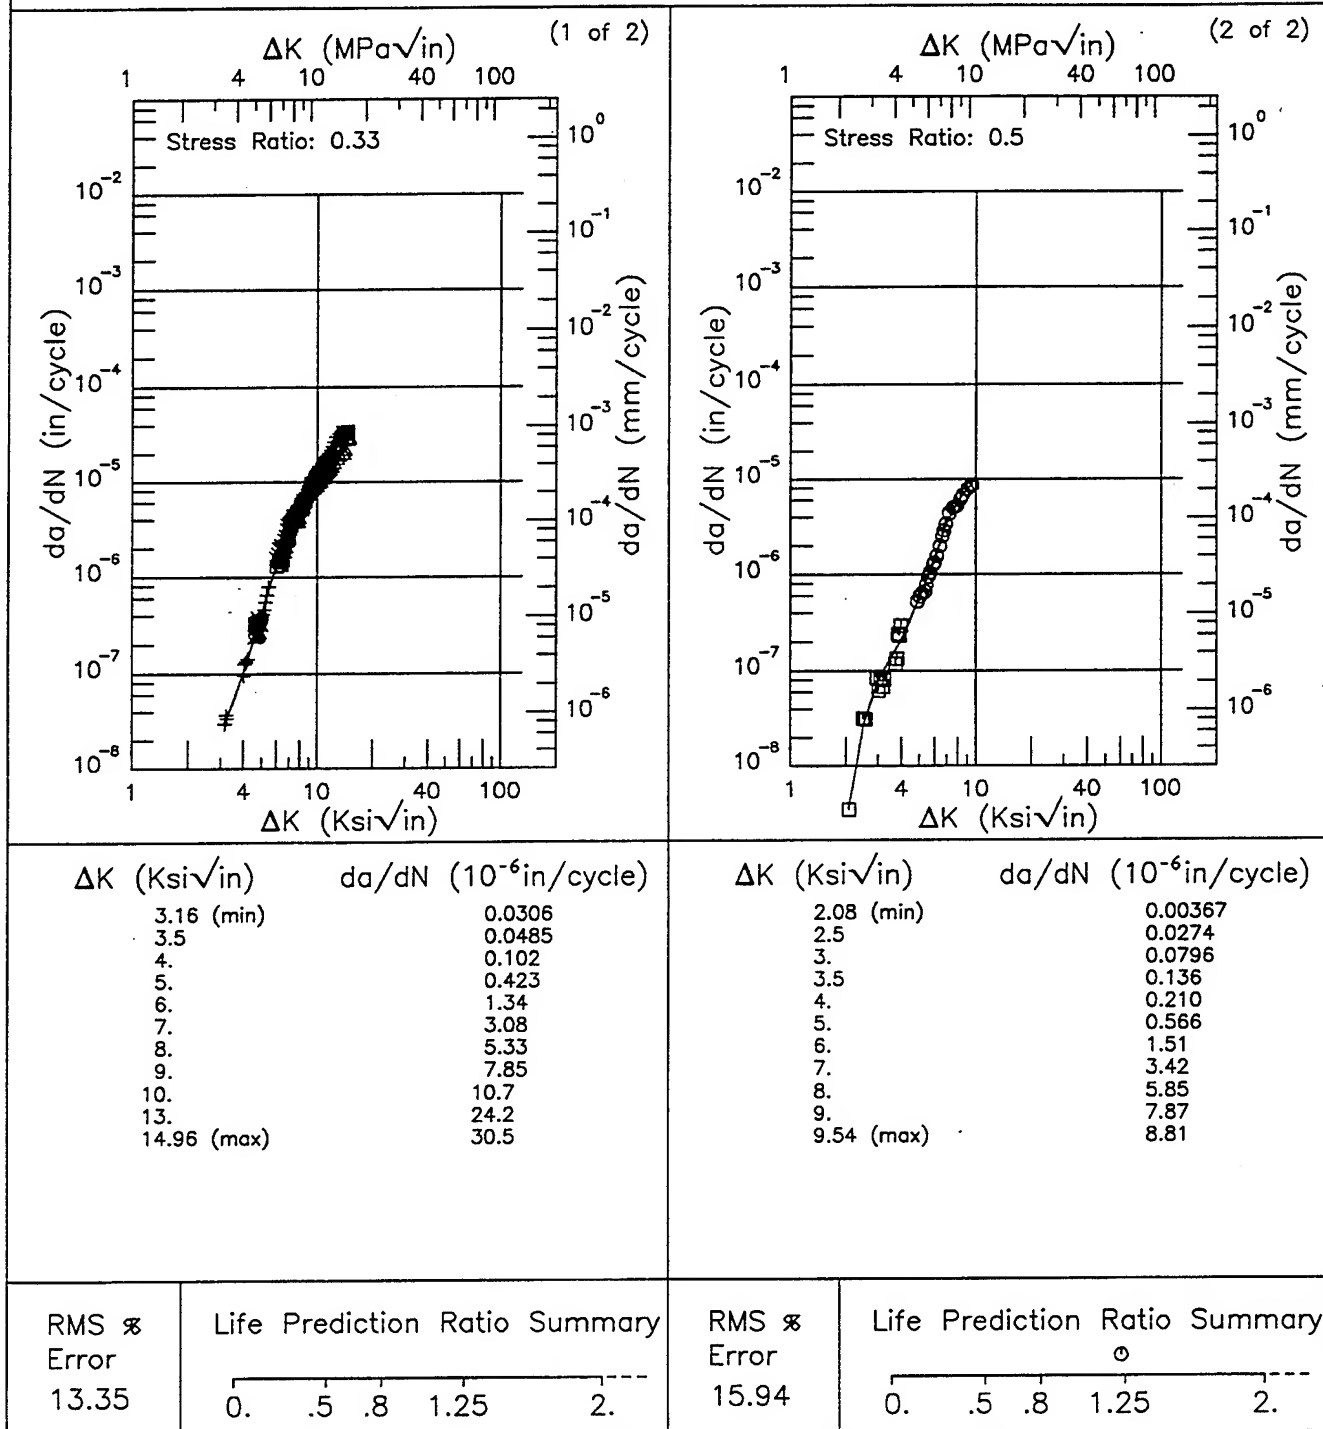 (1 of 2)
ΔK (MPa√in)
1 4 10 40 100
Stress Ratio: 0.33
da/dN (in/cycle)
10⁻²
10⁻³
10⁻⁴
10⁻⁵
10⁻⁶
10⁻⁷
10⁻⁸
10⁰
10⁻¹
10⁻²
10⁻³
10⁻⁴
10⁻⁵
10⁻⁶
da/dN (mm/cycle)
1 4 10 40 100
ΔK (Ksi√in)
ΔK (Ksi√in) da/dN (10⁻⁶in/cycle)
3.16 (min) 0.0306
3.5 0.0485
4. 0.102
5. 0.423
6. 1.34
7. 3.08
8. 5.33
9. 7.85
10. 10.7
13. 24.2
14.96 (max) 30.5
RMS % Error
13.35
Life Prediction Ratio Summary
0. .5 .8 1.25 2.
(2 of 2)
ΔK (MPa√in)
1 4 10 40 100
Stress Ratio: 0.5
da/dN (in/cycle)
10⁻²
10⁻³
10⁻⁴
10⁻⁵
10⁻⁶
10⁻⁷
10⁻⁸
10⁰
10⁻¹
10⁻²
10⁻³
10⁻⁴
10⁻⁵
10⁻⁶
da/dN (mm/cycle)
1 4 10 40 100
ΔK (Ksi√in)
ΔK (Ksi√in) da/dN (10⁻⁶in/cycle)
2.08 (min) 0.00367
2.5 0.0274
3. 0.0796
3.5 0.136
4. 0.210
5. 0.566
6. 1.51
7. 3.42
8. 5.85
9. 7.87
9.54 (max) 8.81
RMS % Error
15.94
Life Prediction Ratio Summary
0. .5 .8 1.25 2.